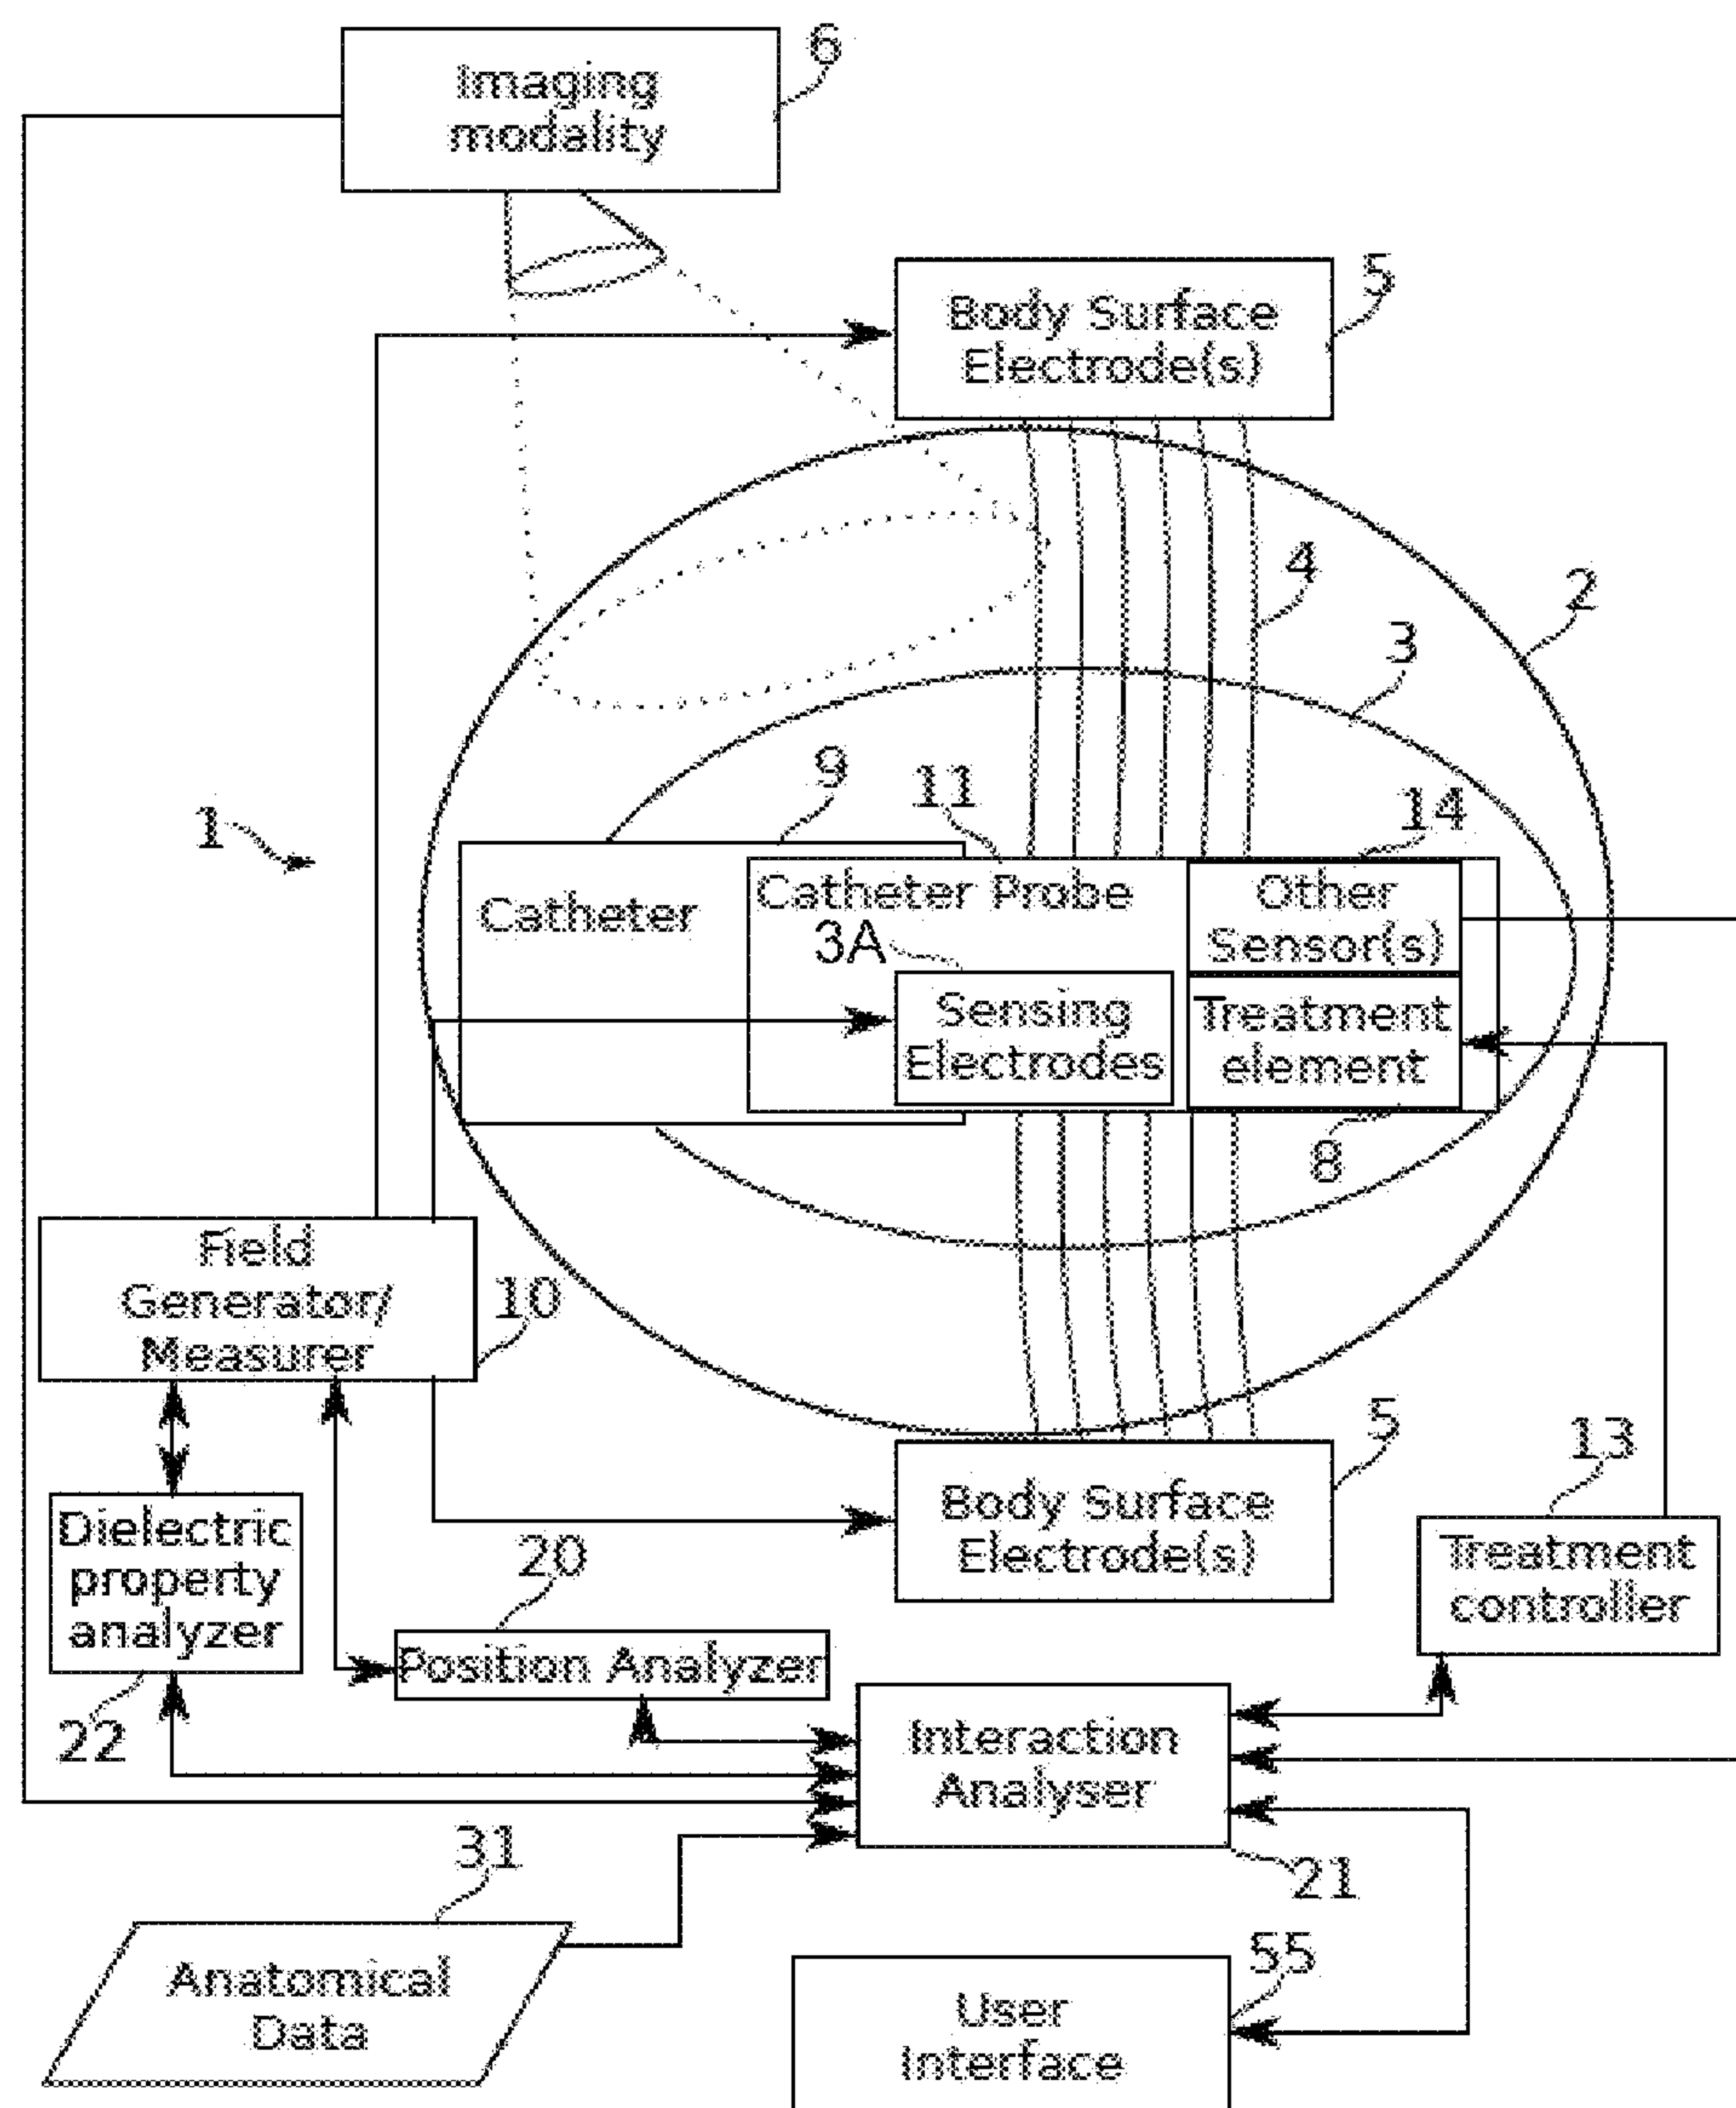 6
Imaging
modality
5
Body Surface
Electrode(s)
4
2
3
9
11
14
1
Catheter
Catheter Probe
Other
Sensor(s)
3A
Sensing
Electrodes
Treatment
element
8
Field
Generator/
Measurer
10
5
13
Body Surface
Electrode(s)
Dielectric
property
analyzer
20
Treatment
controller
Position Analyzer
22
Interaction
Analyser
31
21
55
Anatomical
Data
User
Interface